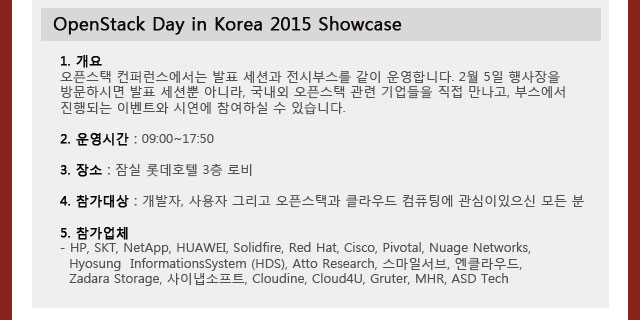 OpenStack Day in Korea 2015 Showcase
1. 개요
오픈스택 컨퍼런스에서는 발표 세션과 전시부스를 같이 운영합니다. 2월 5일 행사장을
방문하시면 발표 세션뿐 아니라, 국내외 오픈스택 관련 기업들을 직접 만나고, 부스에서
진행되는 이벤트와 시연에 참여하실 수 있습니다.
2. 운영시간 : 09:00~17:50
3. 장소 : 잠실 롯데호텔 3층 로비
4. 참가대상 : 개발자, 사용자 그리고 오픈스택과 클라우드 컴퓨팅에 관심이있으신 모든 분
5. 참가업체
- HP, SKT, NetApp, HUAWEI, Solidfire, Red Hat, Cisco, Pivotal, Nuage Networks,
Hyosung InformationsSystem (HDS), Atto Research, 스마일서브, 엔클라우드,
Zadara Storage, 사이냅소프트, Cloudine, Cloud4U, Gruter, MHR, ASD Tech